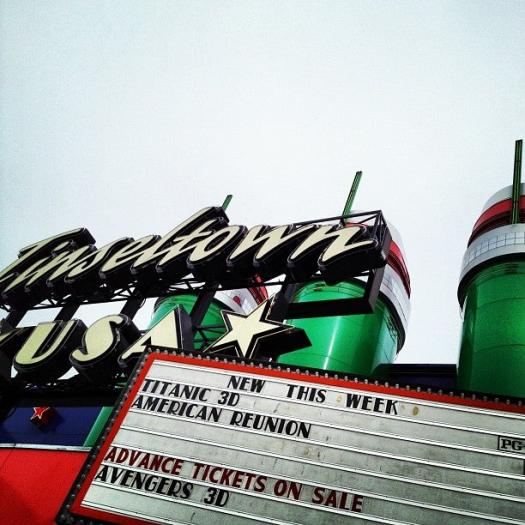 Tinseltown
USA
NEW THIS WEEK
TITANIC 3D
AMERICAN REUNION
PG-
ADVANCE TICKETS ON SALE
AVENGERS 3D